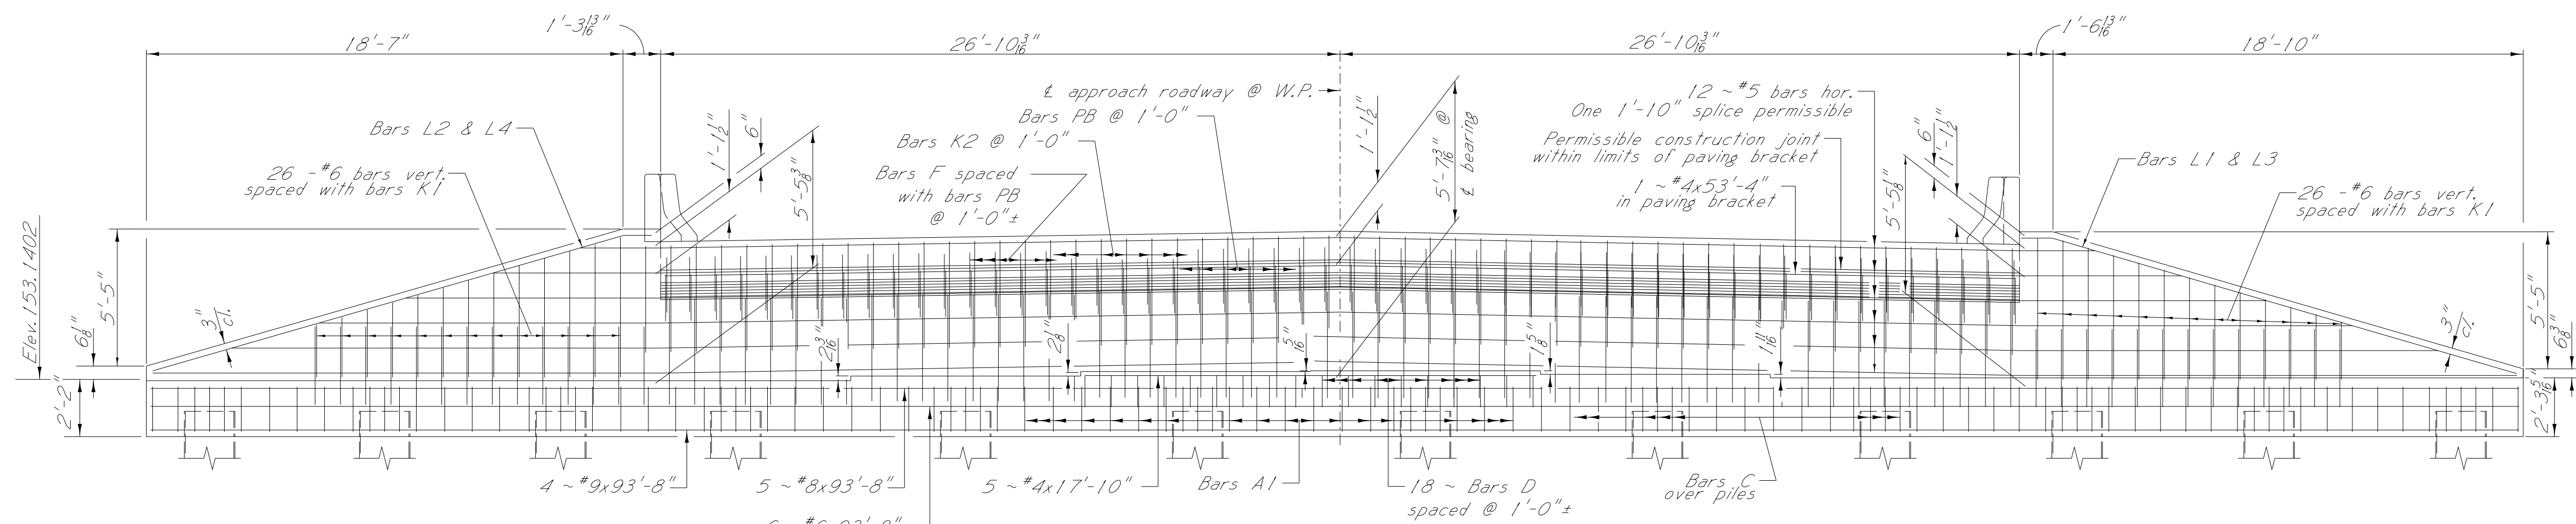 1'-3 13/16"
1'-6 13/16"
18'-7"
26'-10 3/16"
26'-10 3/16"
18'-10"
℄ approach roadway @ W.P.
Bars PB @ 1'-0"
Bars K2 @ 1'-0"
Bars F spaced
with bars PB
@ 1'-0"±
Bars L2 & L4
26 - #6 bars vert.
spaced with bars K1
1'-1 1/2"
6"
5'-5 3/8"
1'-1 1/2"
5'-7 3/16" @
℄ bearing
12 ~ #5 bars hor.
One 1'-10" splice permissible
Permissible construction joint
within limits of paving bracket
1 ~ #4x53'-4"
in paving bracket
6"
1'-1 1/2"
5'-5 1/8"
Bars L1 & L3
26 - #6 bars vert.
spaced with bars K1
Elev. 153.1402
6 1/8"
5'-5"
2'-2"
3"
cl.
2 3/16"
2 1/8"
5/16"
1 5/8"
1 11/16"
3"
cl.
5'-5"
6 3/8"
2'-3 5/16"
4 ~ #9x93'-8"
5 ~ #8x93'-8"
5 ~ #4x17'-10"
Bars A1
18 ~ Bars D
spaced @ 1'-0"±
Bars C
over piles